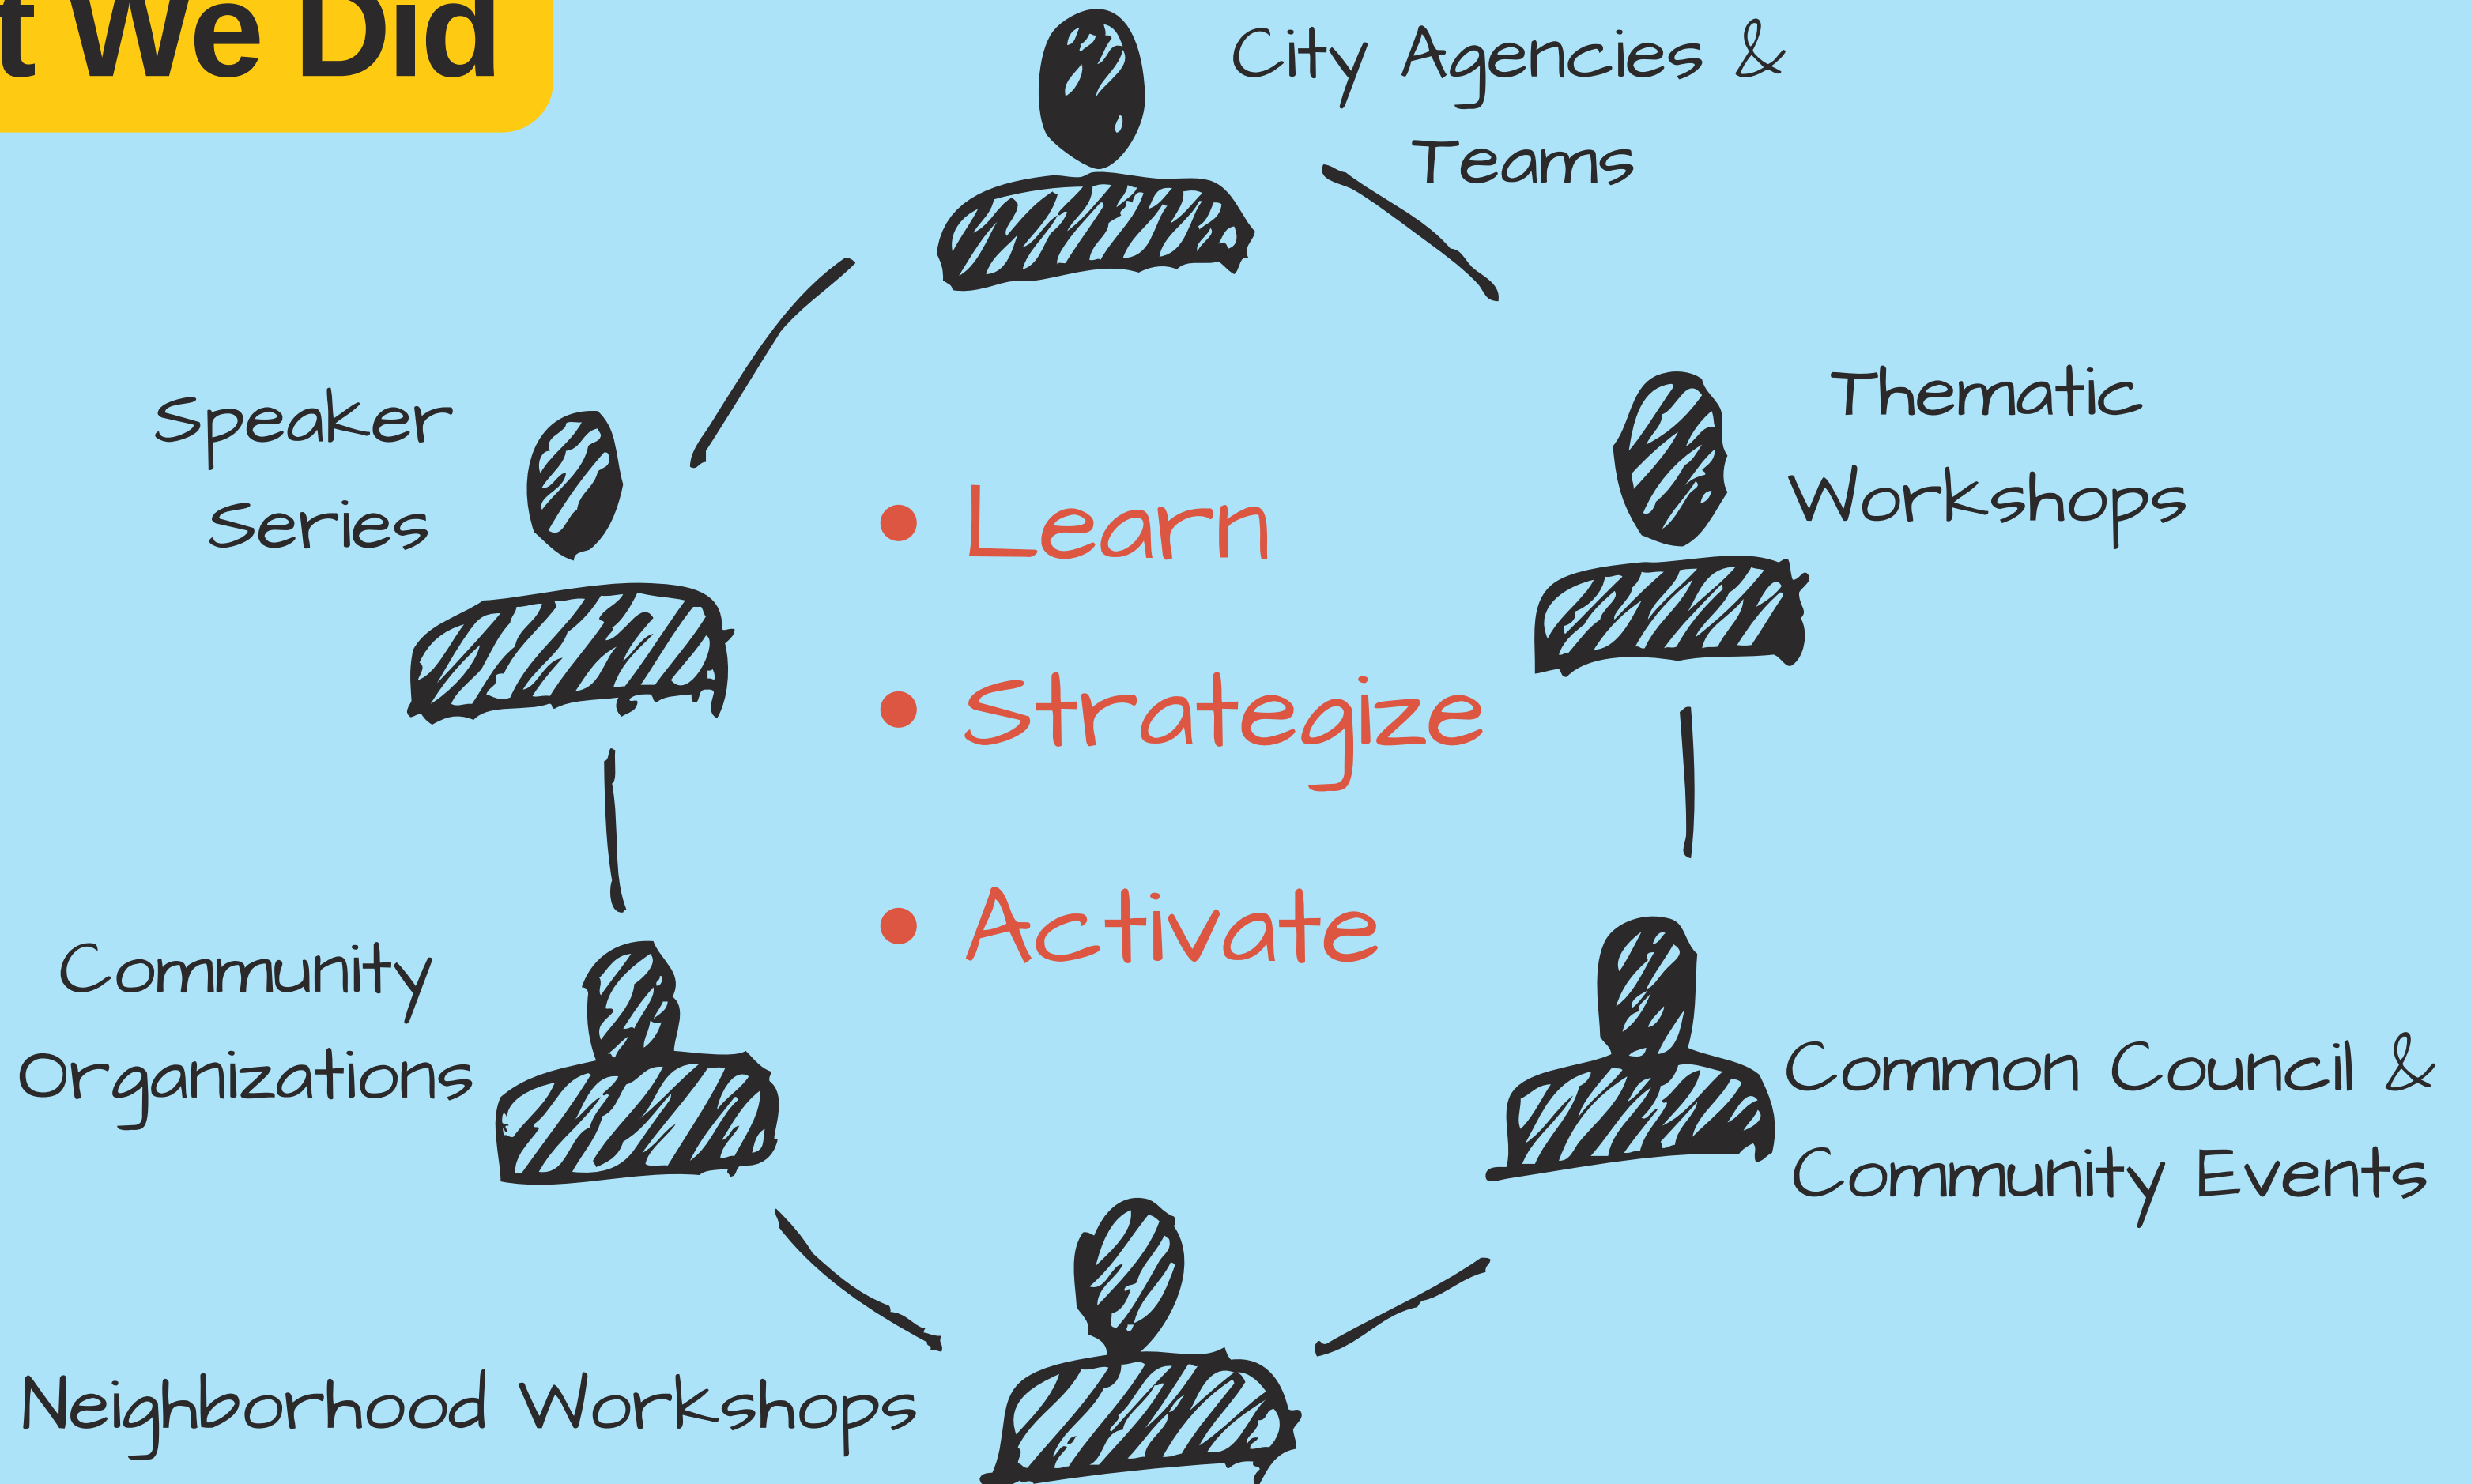 t We Did
City Agencies &
Teams
Speaker
Series
Thematic
Workshops
• Learn
• Strategize
• Activate
Community
Organizations
Common Council &
Community Events
Neighborhood Workshops